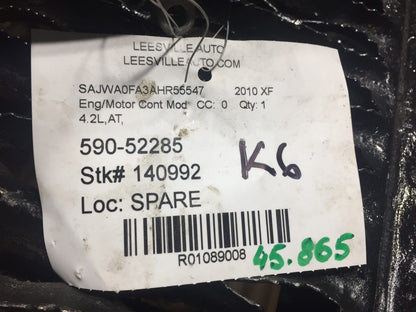 LEESVILLE AUTO
LEESVILLEAUTO.COM
SAJWA0FA3AHR55547 2010 XF
Eng/Motor Cont Mod CC: 0 Qty: 1
4.2L,AT,
590-52285
Stk# 140992
K6
Loc: SPARE
R01089008
45.865